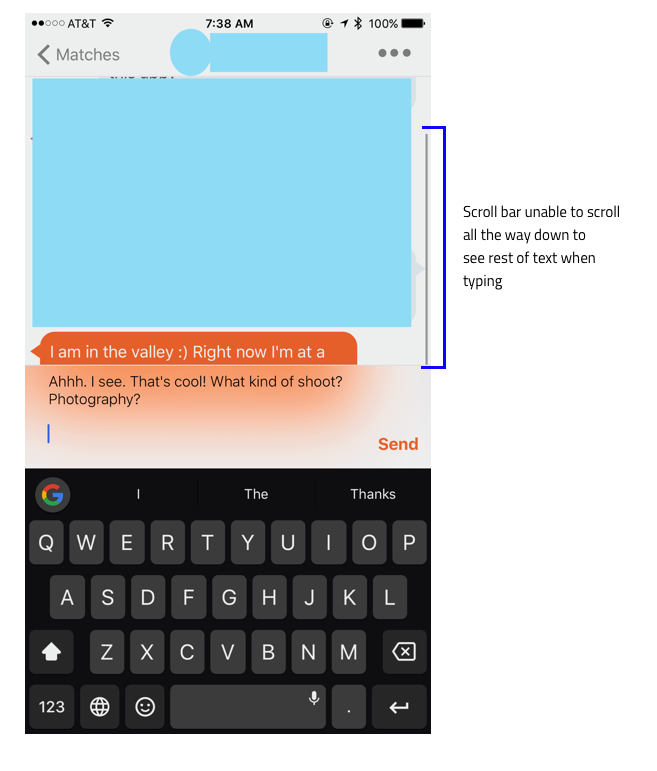 AT&T 7:38 AM 100%
Matches
I am in the valley :) Right now I'm at a
Ahhh. I see. That's cool! What kind of shoot?
Photography?
Send
Scroll bar unable to scroll
all the way down to
see rest of text when
typing
G I The Thanks
Q W E R T Y U I O P
A S D F G H J K L
Z X C V B N M
123 .